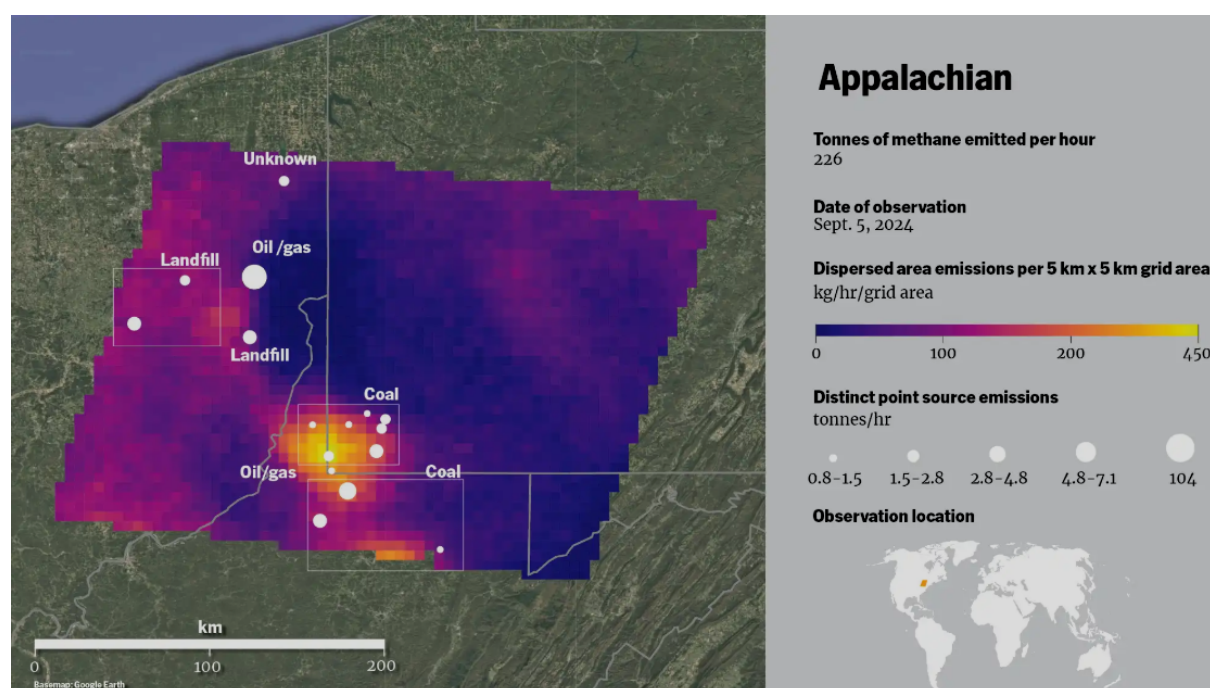 Appalachian
Tonnes of methane emitted per hour
226
Date of observation
Sept. 5, 2024
Dispersed area emissions per 5 km x 5 km grid area
kg/hr/grid area
0 100 200 450
Distinct point source emissions
tonnes/hr
0.8–1.5 1.5–2.8 2.8–4.8 4.8–7.1 104
Observation location
Unknown
Oil /gas
Landfill
Landfill
Coal
Oil/gas
Coal
km
0 100 200
Basemap: Google Earth